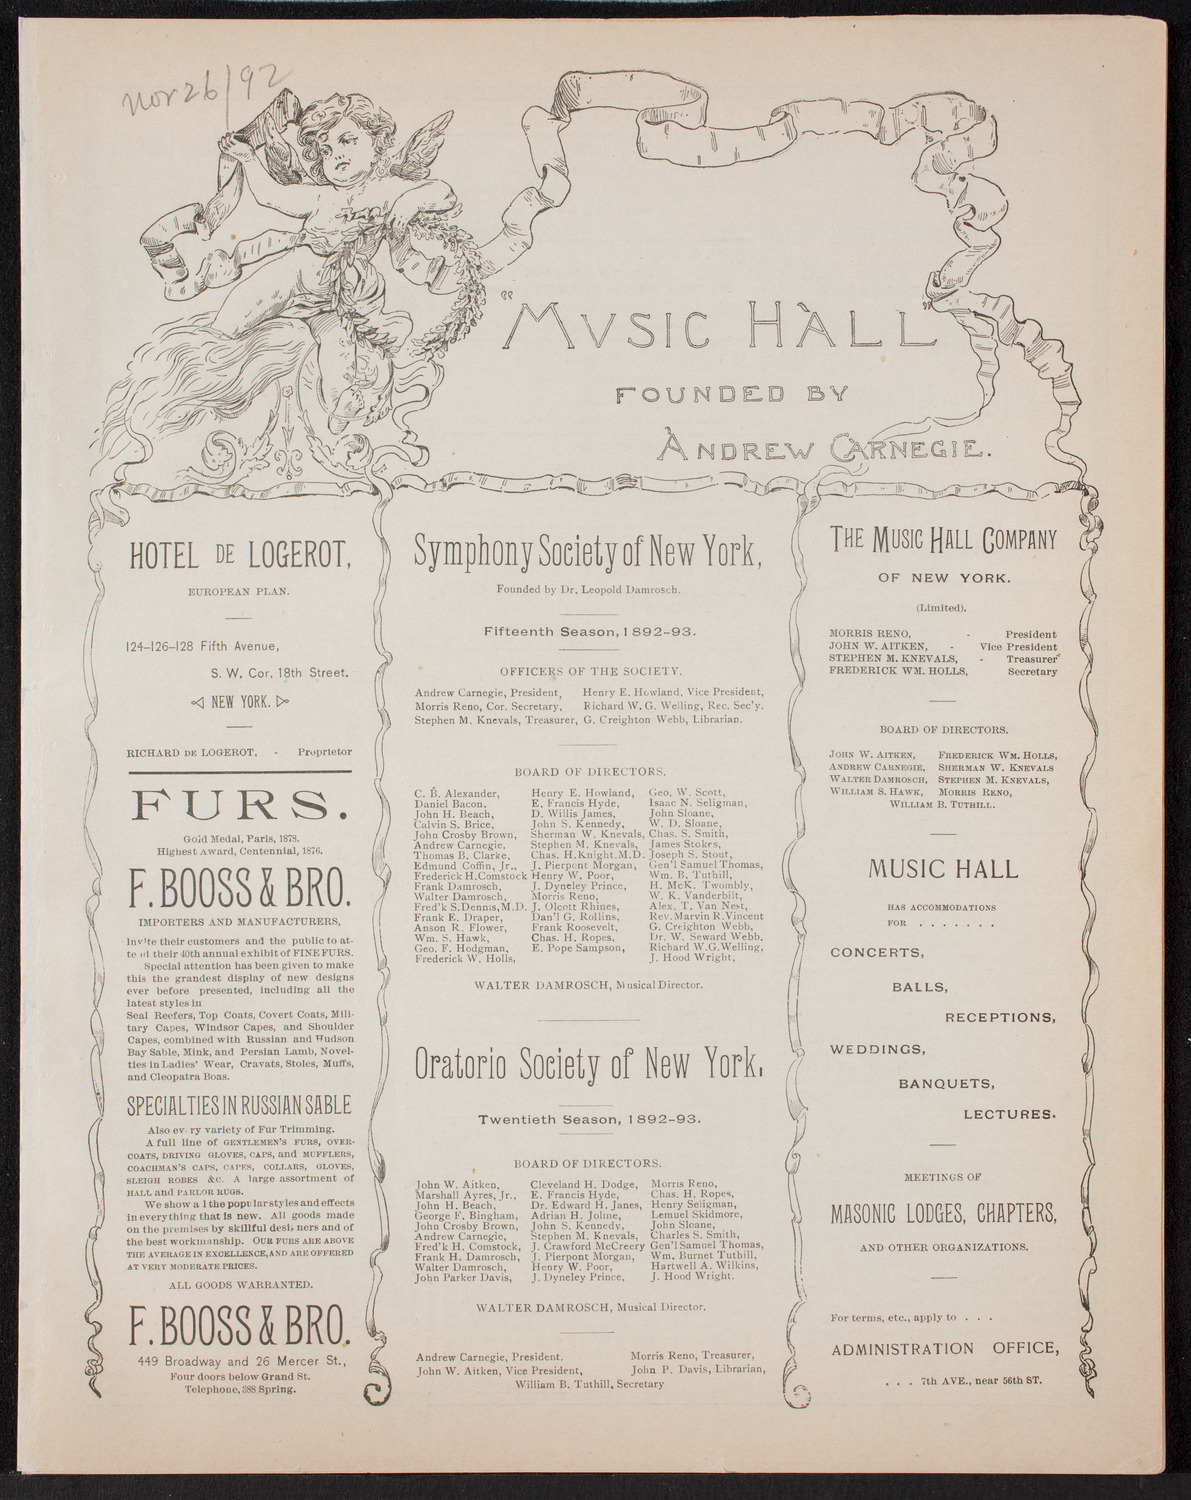 Nov 26/92
"MVSIC HALL"
FOUNDED BY
ANDREW CARNEGIE.
HOTEL DE LOGEROT,
EUROPEAN PLAN.
124–126–128 Fifth Avenue,
S. W. Cor. 18th Street.
NEW YORK.
RICHARD DE LOGEROT, - Proprietor
FURS.
Gold Medal, Paris, 1878.
Highest Award, Centennial, 1876.
F. BOOSS & BRO.
IMPORTERS AND MANUFACTURERS,
Invite their customers and the public to at-
tend their 40th annual exhibit of FINE FURS.
Special attention has been given to make
this the grandest display of new designs
ever before presented, including all the
latest styles in
Seal Reefers, Top Coats, Covert Coats, Mili-
tary Capes, Windsor Capes, and Shoulder
Capes, combined with Russian and Hudson
Bay Sable, Mink, and Persian Lamb, Novel-
ties in Ladies' Wear, Cravats, Stoles, Muffs,
and Cleopatra Boas.
SPECIALTIES IN RUSSIAN SABLE
Also every variety of Fur Trimming.
A full line of GENTLEMEN'S FURS, OVER-
COATS, DRIVING GLOVES, CAPS, and MUFFLERS,
COACHMAN'S CAPS, CAPES, COLLARS, GLOVES,
SLEIGH ROBES &C. A large assortment of
HALL and PARLOR RUGS.
We show all the popular styles and effects
in everything that is new. All goods made
on the premises by skillful designers and of
the best workmanship. OUR FURS ARE ABOVE
THE AVERAGE IN EXCELLENCE, AND ARE OFFERED
AT VERY MODERATE PRICES.
ALL GOODS WARRANTED.
F. BOOSS & BRO.
449 Broadway and 26 Mercer St.,
Four doors below Grand St.
Telephone, 388 Spring.
Symphony Society of New York,
Founded by Dr. Leopold Damrosch.
Fifteenth Season, 1892–93.
OFFICERS OF THE SOCIETY.
Andrew Carnegie, President, Henry E. Howland, Vice President,
Morris Reno, Cor. Secretary, Richard W. G. Welling, Rec. Sec'y.
Stephen M. Knevals, Treasurer, G. Creighton Webb, Librarian.
BOARD OF DIRECTORS.
C. B. Alexander, Henry E. Howland, Geo. W. Scott,
Daniel Bacon, E. Francis Hyde, Isaac N. Seligman,
John H. Beach, D. Willis James, John Sloane,
Calvin S. Brice, John S. Kennedy, W. D. Sloane,
John Crosby Brown, Sherman W. Knevals, Chas. S. Smith,
Andrew Carnegie, Stephen M. Knevals, James Stokes,
Thomas B. Clarke, Chas. H. Knight, M.D. Joseph S. Stout,
Edmund Coffin, Jr., J. Pierpont Morgan, Gen'l Samuel Thomas,
Frederick H. Comstock Henry W. Poor, Wm. B. Tuthill,
Frank Damrosch, J. Dyneley Prince, H. McK. Twombly,
Walter Damrosch, Morris Reno, W. K. Vanderbilt,
Fred'k S. Dennis, M.D. J. Olcott Rhines, Alex. T. Van Nest,
Frank E. Draper, Dan'l G. Rollins, Rev. Marvin R. Vincent
Anson R. Flower, Frank Roosevelt, G. Creighton Webb,
Wm. S. Hawk, Chas. H. Ropes, Dr. W. Seward Webb,
Geo. F. Hodgman, E. Pope Sampson, Richard W. G. Welling,
Frederick W. Holls, J. Hood Wright,
WALTER DAMROSCH, Musical Director.
Oratorio Society of New York.
Twentieth Season, 1892–93.
BOARD OF DIRECTORS.
John W. Aitken, Cleveland H. Dodge, Morris Reno,
Marshall Ayres, Jr., E. Francis Hyde, Chas. H. Ropes,
John H. Beach, Dr. Edward H. Janes, Henry Seligman,
George F. Bingham, Adrian H. Joline, Lemuel Skidmore,
John Crosby Brown, John S. Kennedy, John Sloane,
Andrew Carnegie, Stephen M. Knevals, Charles S. Smith,
Fred'k H. Comstock, J. Crawford McCreery Gen'l Samuel Thomas,
Frank H. Damrosch, J. Pierpont Morgan, Wm. Burnet Tuthill,
Walter Damrosch, Henry W. Poor, Hartwell A. Wilkins,
John Parker Davis, J. Dyneley Prince, J. Hood Wright.
WALTER DAMROSCH, Musical Director.
Andrew Carnegie, President. Morris Reno, Treasurer,
John W. Aitken, Vice President, John P. Davis, Librarian,
William B. Tuthill, Secretary
THE MUSIC HALL COMPANY
OF NEW YORK.
(Limited).
MORRIS RENO, - President
JOHN W. AITKEN, - Vice President
STEPHEN M. KNEVALS, - Treasurer
FREDERICK WM. HOLLS, Secretary
BOARD OF DIRECTORS.
JOHN W. AITKEN, FREDERICK WM. HOLLS,
ANDREW CARNEGIE, SHERMAN W. KNEVALS
WALTER DAMROSCH, STEPHEN M. KNEVALS,
WILLIAM S. HAWK, MORRIS RENO,
WILLIAM B. TUTHILL.
MUSIC HALL
HAS ACCOMMODATIONS
FOR . . . . . . .
CONCERTS,
BALLS,
RECEPTIONS,
WEDDINGS,
BANQUETS,
LECTURES.
MEETINGS OF
MASONIC LODGES, CHAPTERS,
AND OTHER ORGANIZATIONS.
For terms, etc., apply to . . .
ADMINISTRATION OFFICE,
. . . 7th AVE., near 56th ST.